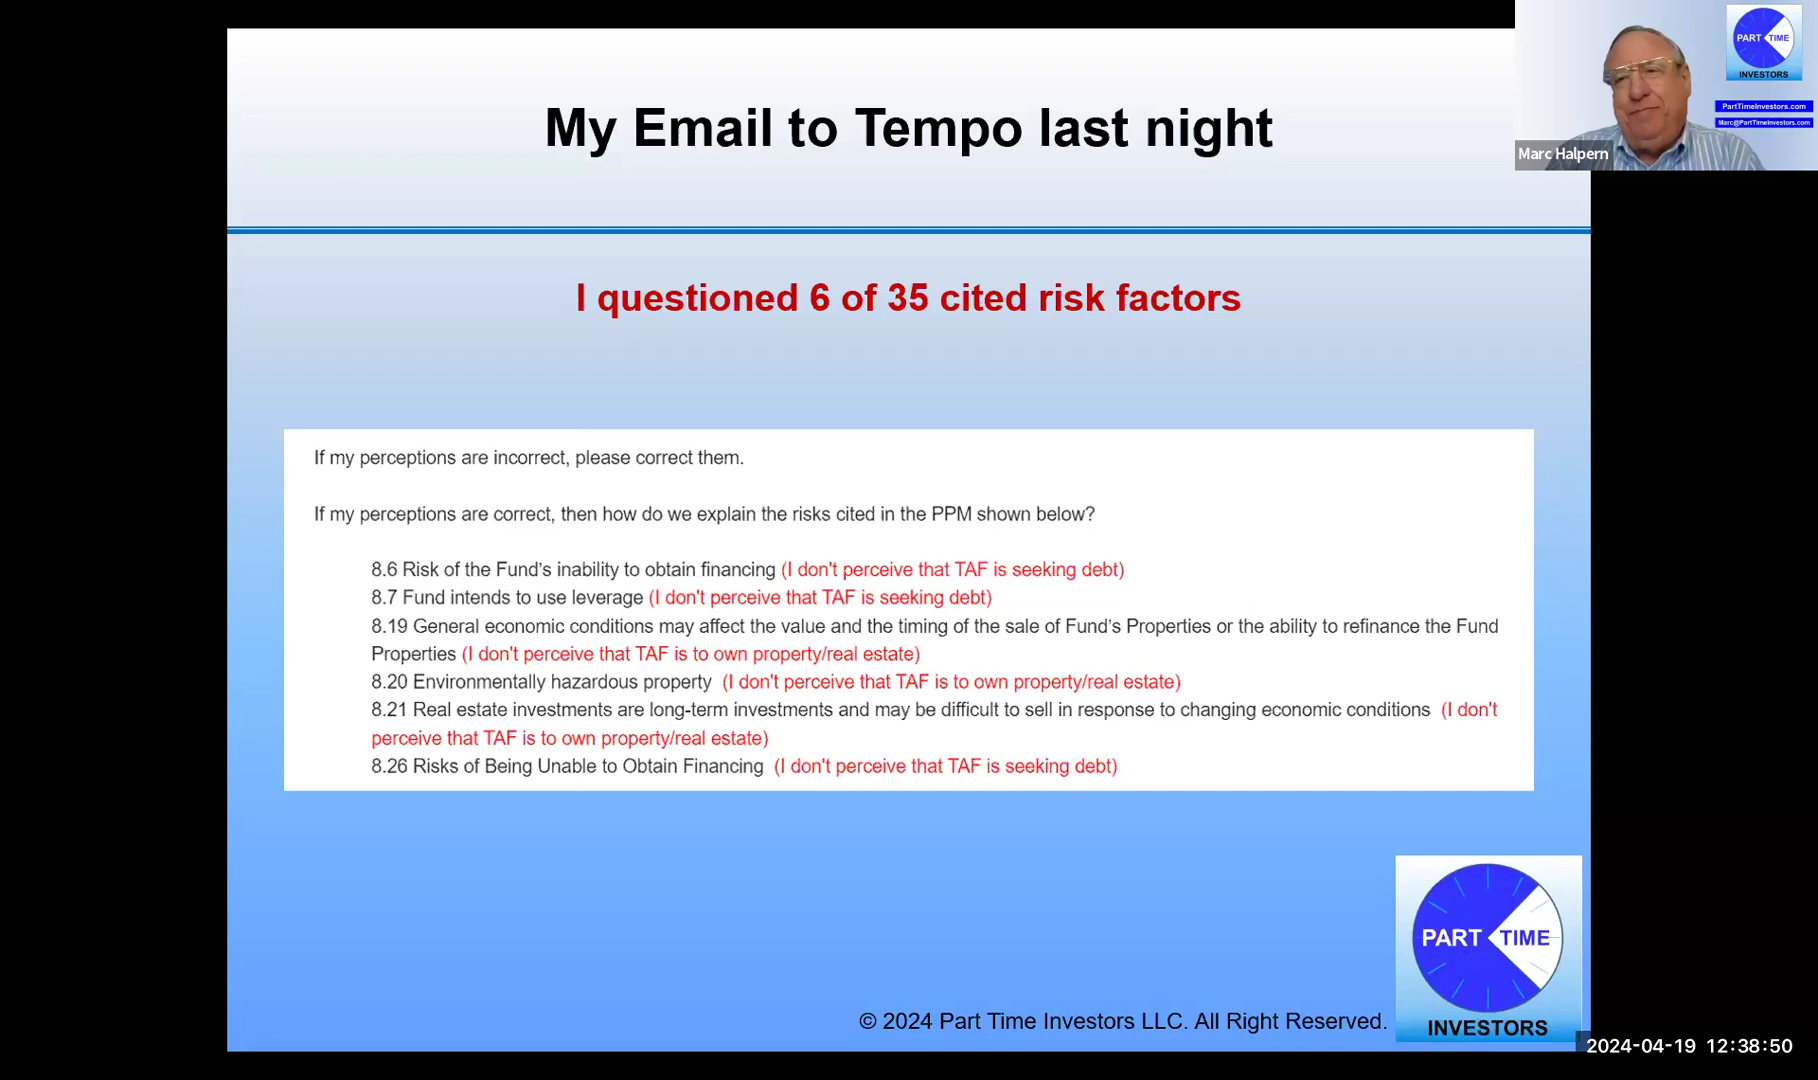 PART TIME
INVESTORS
PartTimeInvestors.com
Marc@PartTimeInvestors.com
Marc Halpern
My Email to Tempo last night
I questioned 6 of 35 cited risk factors
If my perceptions are incorrect, please correct them.
If my perceptions are correct, then how do we explain the risks cited in the PPM shown below?
8.6 Risk of the Fund's inability to obtain financing (I don't perceive that TAF is seeking debt)
8.7 Fund intends to use leverage (I don't perceive that TAF is seeking debt)
8.19 General economic conditions may affect the value and the timing of the sale of Fund's Properties or the ability to refinance the Fund
Properties (I don't perceive that TAF is to own property/real estate)
8.20 Environmentally hazardous property (I don't perceive that TAF is to own property/real estate)
8.21 Real estate investments are long-term investments and may be difficult to sell in response to changing economic conditions (I don't
perceive that TAF is to own property/real estate)
8.26 Risks of Being Unable to Obtain Financing (I don't perceive that TAF is seeking debt)
PART TIME
INVESTORS
© 2024 Part Time Investors LLC. All Right Reserved.
2024-04-19 12:38:50